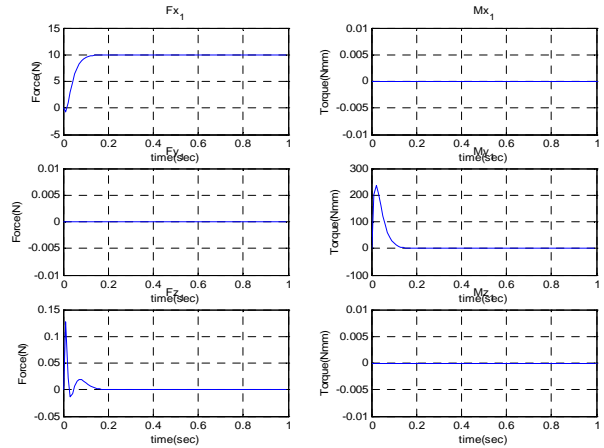 Fx1
Force(N)
15
10
5
0
-5
0 0.2 0.4 0.6 0.8 1
time(sec)
Mx1
Torque(Nmm)
0.01
0.005
0
-0.005
-0.01
0 0.2 0.4 0.6 0.8 1
time(sec)
Fy1
Force(N)
0.01
0.005
0
-0.005
-0.01
0 0.2 0.4 0.6 0.8 1
time(sec)
My1
Torque(Nmm)
300
200
100
0
-100
0 0.2 0.4 0.6 0.8 1
time(sec)
Fz1
Force(N)
0.15
0.1
0.05
0
-0.05
0 0.2 0.4 0.6 0.8 1
time(sec)
Mz1
Torque(Nmm)
0.01
0.005
0
-0.005
-0.01
0 0.2 0.4 0.6 0.8 1
time(sec)